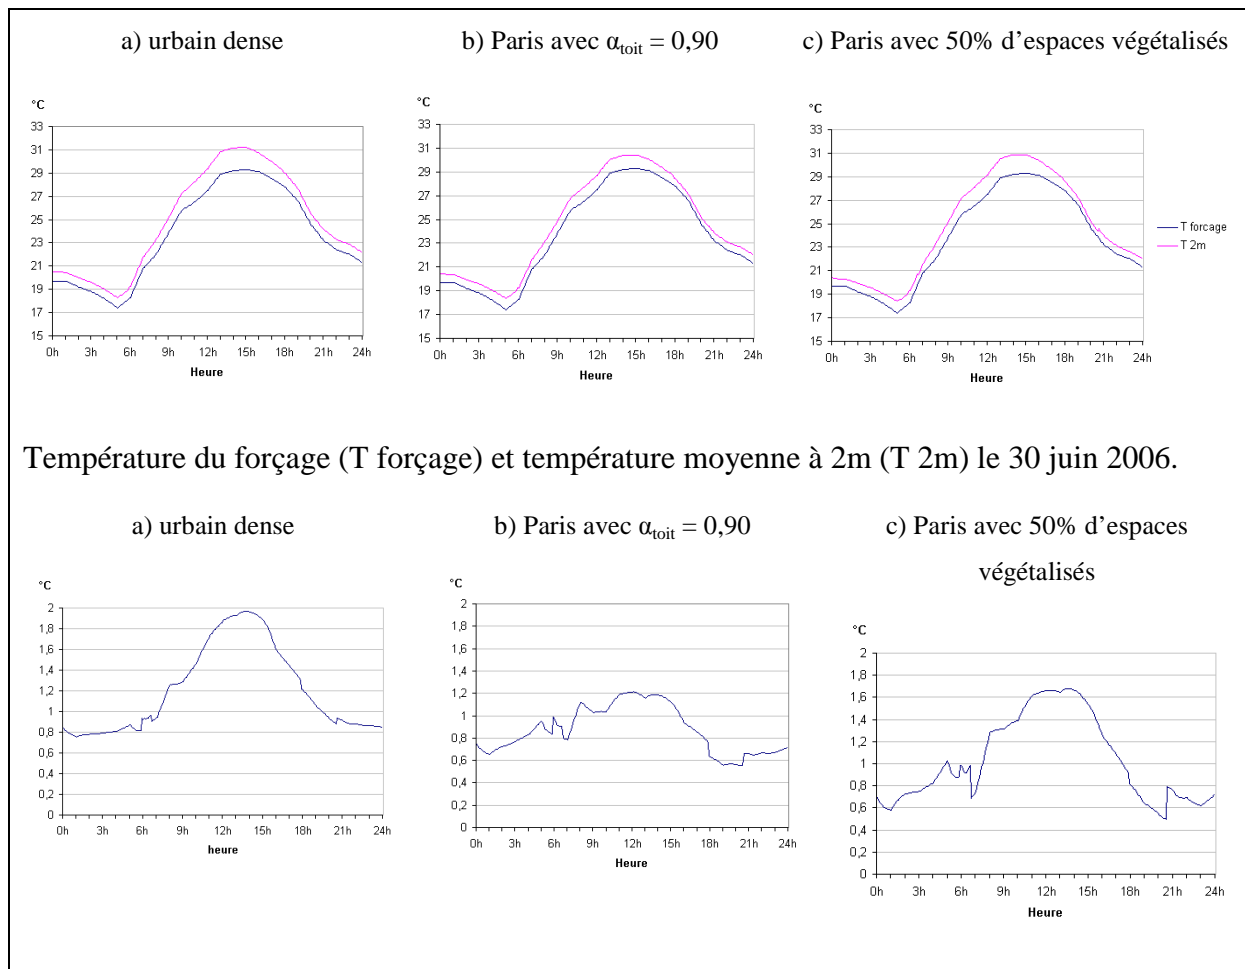 a) urbain dense
b) Paris avec αtoit = 0,90
c) Paris avec 50% d'espaces végétalisés
°C
33
31
29
27
25
23
21
19
17
15
0h 3h 6h 9h 12h 15h 18h 21h 24h
Heure
°C
33
31
29
27
25
23
21
19
17
15
0h 3h 6h 9h 12h 15h 18h 21h 24h
Heure
°C
33
31
29
27
25
23
21
19
17
15
0h 3h 6h 9h 12h 15h 18h 21h 24h
Heure
T forcage
T 2m
Température du forçage (T forçage) et température moyenne à 2m (T 2m) le 30 juin 2006.
a) urbain dense
b) Paris avec αtoit = 0,90
c) Paris avec 50% d'espaces
végétalisés
°C
2
1,8
1,6
1,4
1,2
1
0,8
0,6
0,4
0,2
0
0h 3h 6h 9h 12h 15h 18h 21h 24h
heure
°C
2
1,8
1,6
1,4
1,2
1
0,8
0,6
0,4
0,2
0
0h 3h 6h 9h 12h 15h 18h 21h 24h
Heure
°C
2
1,8
1,6
1,4
1,2
1
0,8
0,6
0,4
0,2
0
0h 3h 6h 9h 12h 15h 18h 21h 24h
Heure